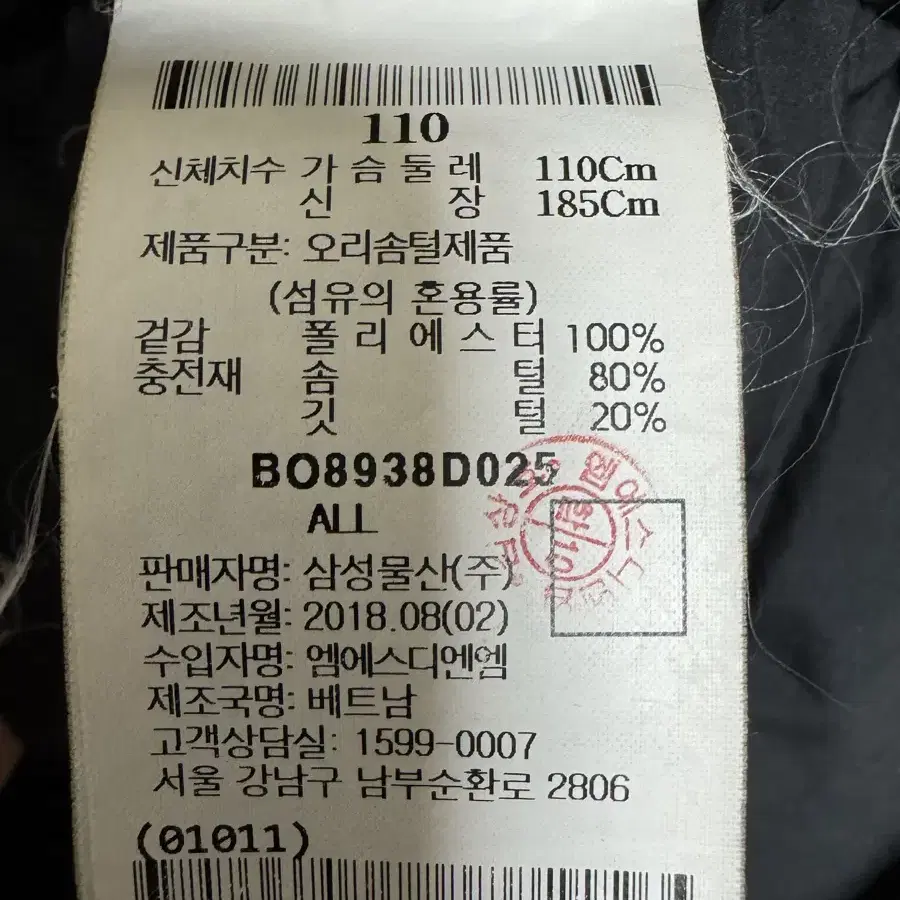 110
신체치수 가슴둘레 110Cm
신장 185Cm
제품구분: 오리솜털제품
(섬유의 혼용률)
겉감 폴리에스터 100%
충전재 솜털 80%
깃털 20%
BO8938D025
ALL
판매자명: 삼성물산(주)
제조년월: 2018.08(02)
수입자명: 엠에스디엔엠
제조국명: 베트남
고객상담실: 1599-0007
서울 강남구 남부순환로 2806
(01011)